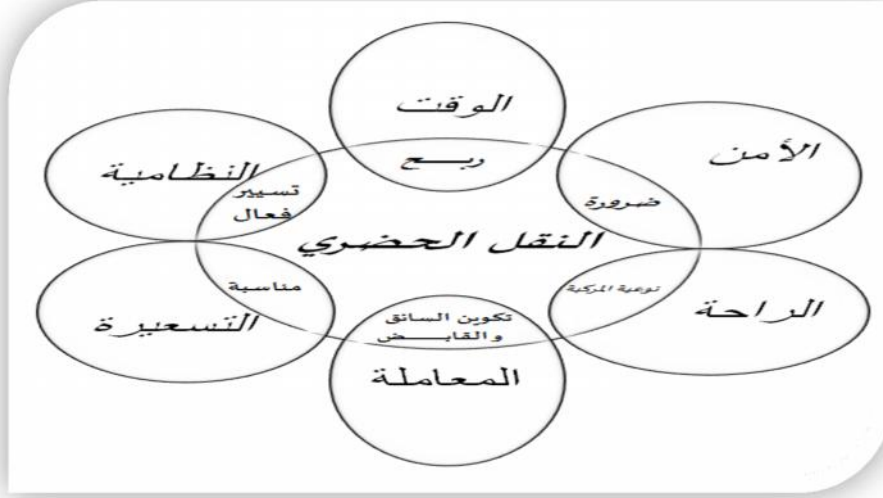 الوقت
ربح
الأمن
ضرورة
النظامية
تسيير
فعال
النقل الحضري
مناسبة
التسعيرة
نوعية المركبة
الراحة
تكوين السائق
والقابض
المعاملة